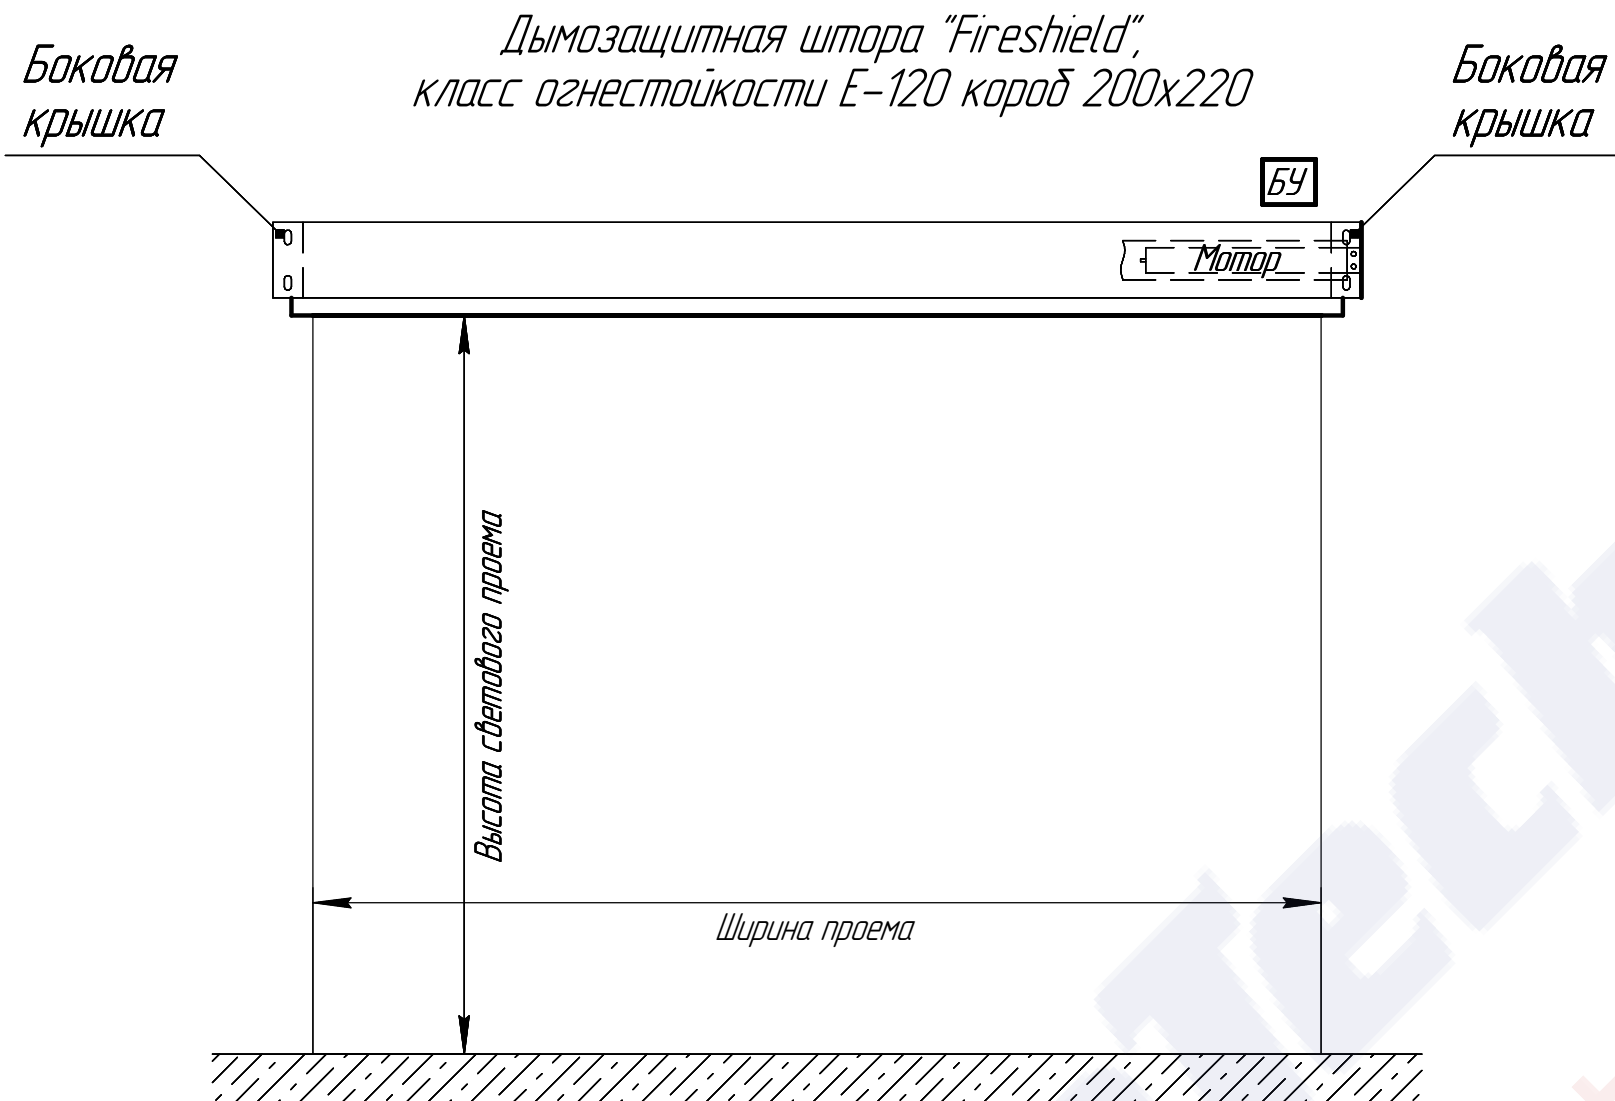 Дымозащитная штора "Fireshield",
класс огнестойкости Е-120 короб 200х220
Боковая
крышка
Боковая
крышка
БУ
Мотор
Высота светового проема
Ширина проема
Tech